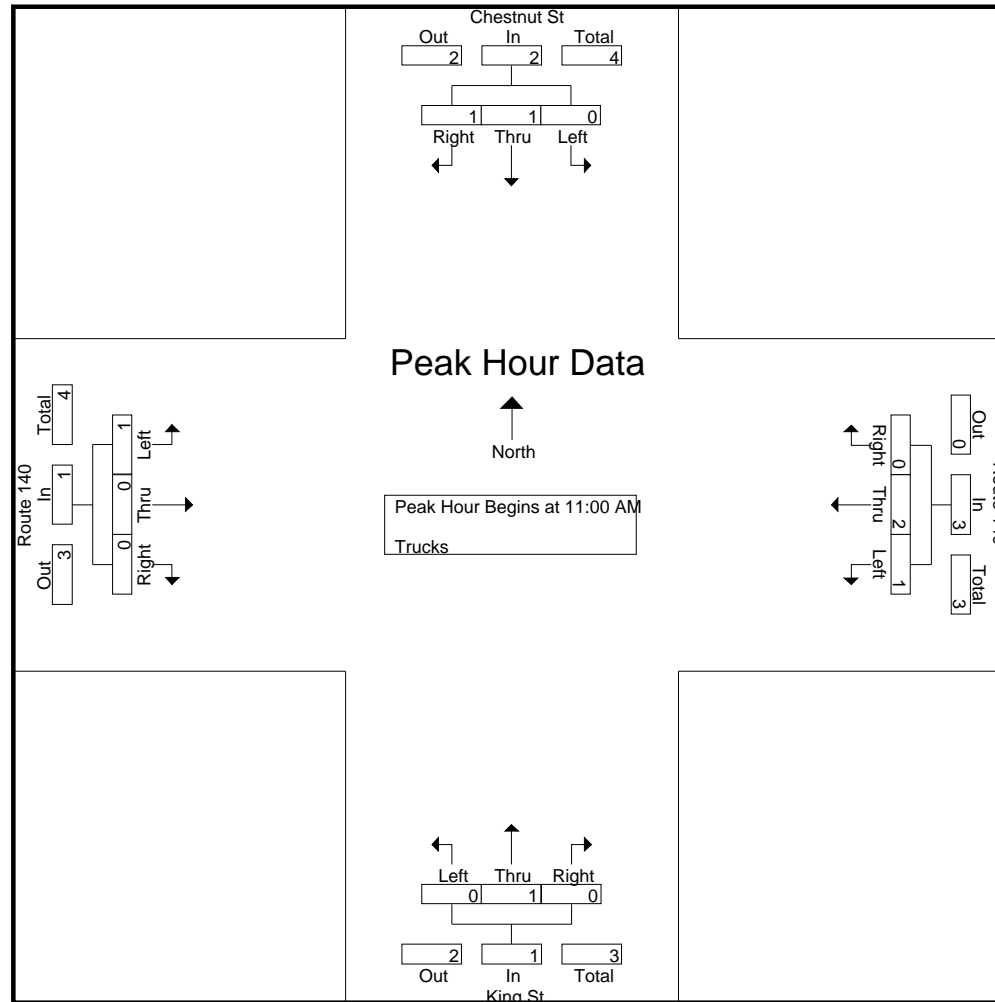 Chestnut St
Out In Total
2 2 4
1 1 0
Right Thru Left
Peak Hour Data
North
Peak Hour Begins at 11:00 AM
Trucks
Route 140
Total In Out
4 1 3
1 0 0
Left Thru Right
Right Thru Left
0 2 1
0 3 3
Out In Total
Left Thru Right
0 1 0
2 1 3
Out In Total
King St